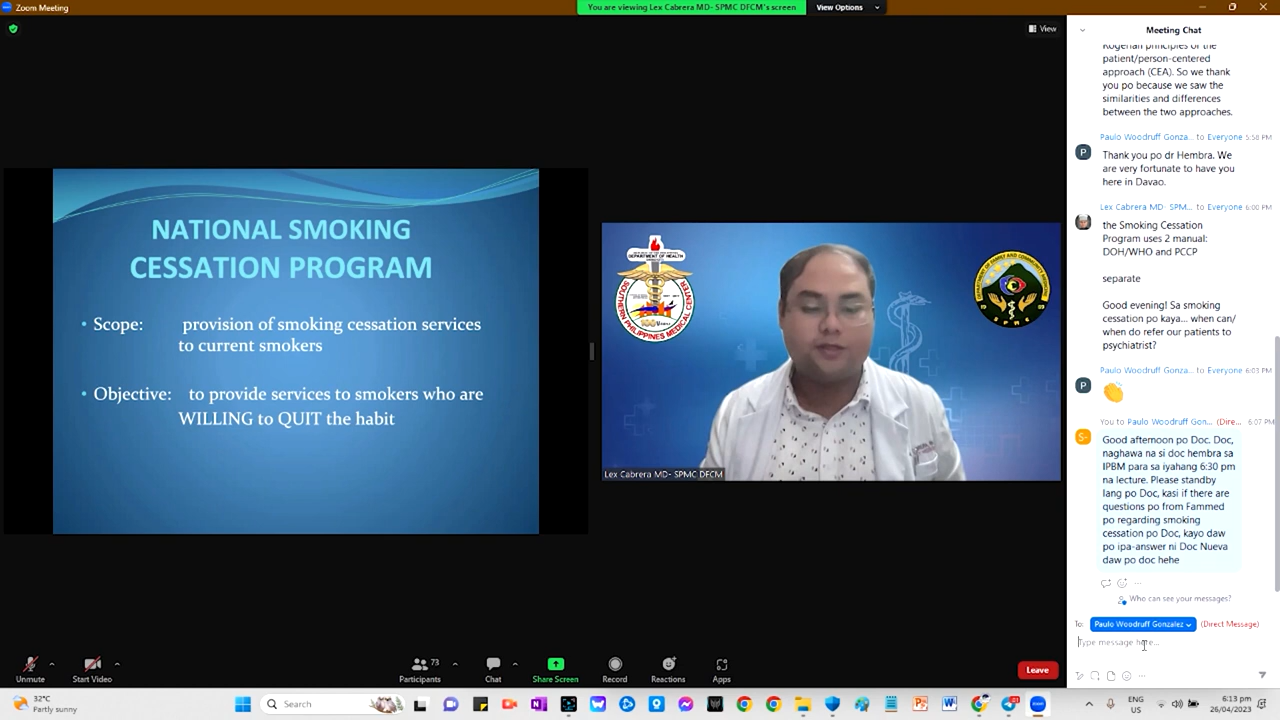 Zoom Meeting
You are viewing Lex Cabrera MD- SPMC DFCM's screen
View Options
View
NATIONAL SMOKING
CESSATION PROGRAM
• Scope: provision of smoking cessation services
to current smokers
• Objective: to provide services to smokers who are
WILLING to QUIT the habit
DEPARTMENT OF HEALTH
SOUTHERN PHILIPPINES MEDICAL CENTER
Lex Cabrera MD- SPMC DFCM
Meeting Chat
Rogerian principles of the
patient/person-centered
approach (CEA). So we thank
you po because we saw the
similarities and differences
between the two approaches.
Paulo Woodruff Gonza... to Everyone 5:58 PM
P
Thank you po dr Hembra. We
are very fortunate to have you
here in Davao.
Lex Cabrera MD- SPM... to Everyone 6:00 PM
the Smoking Cessation
Program uses 2 manual:
DOH/WHO and PCCP
separate
Good evening! Sa smoking
cessation po kaya... when can/
when do refer our patients to
psychiatrist?
Paulo Woodruff Gonza... to Everyone 6:03 PM
P
You to Paulo Woodruff Gon... (Dire... 6:07 PM
S-
Good afternoon po Doc. Doc,
naghawa na si doc hembra sa
IPBM para sa iyahang 6:30 pm
na lecture. Please standby
lang po Doc, kasi if there are
questions po from Fammed
po regarding smoking
cessation po Doc, kayo daw
po ipa-answer ni Doc Nueva
daw po doc hehe
Who can see your messages?
To: Paulo Woodruff Gonzalez (Direct Message)
Type message here...
Unmute
Start Video
73
Participants
Chat
Share Screen
Record
Reactions
Apps
Leave
32°C
Partly sunny
Search
ENG
US
6:13 pm
26/04/2023